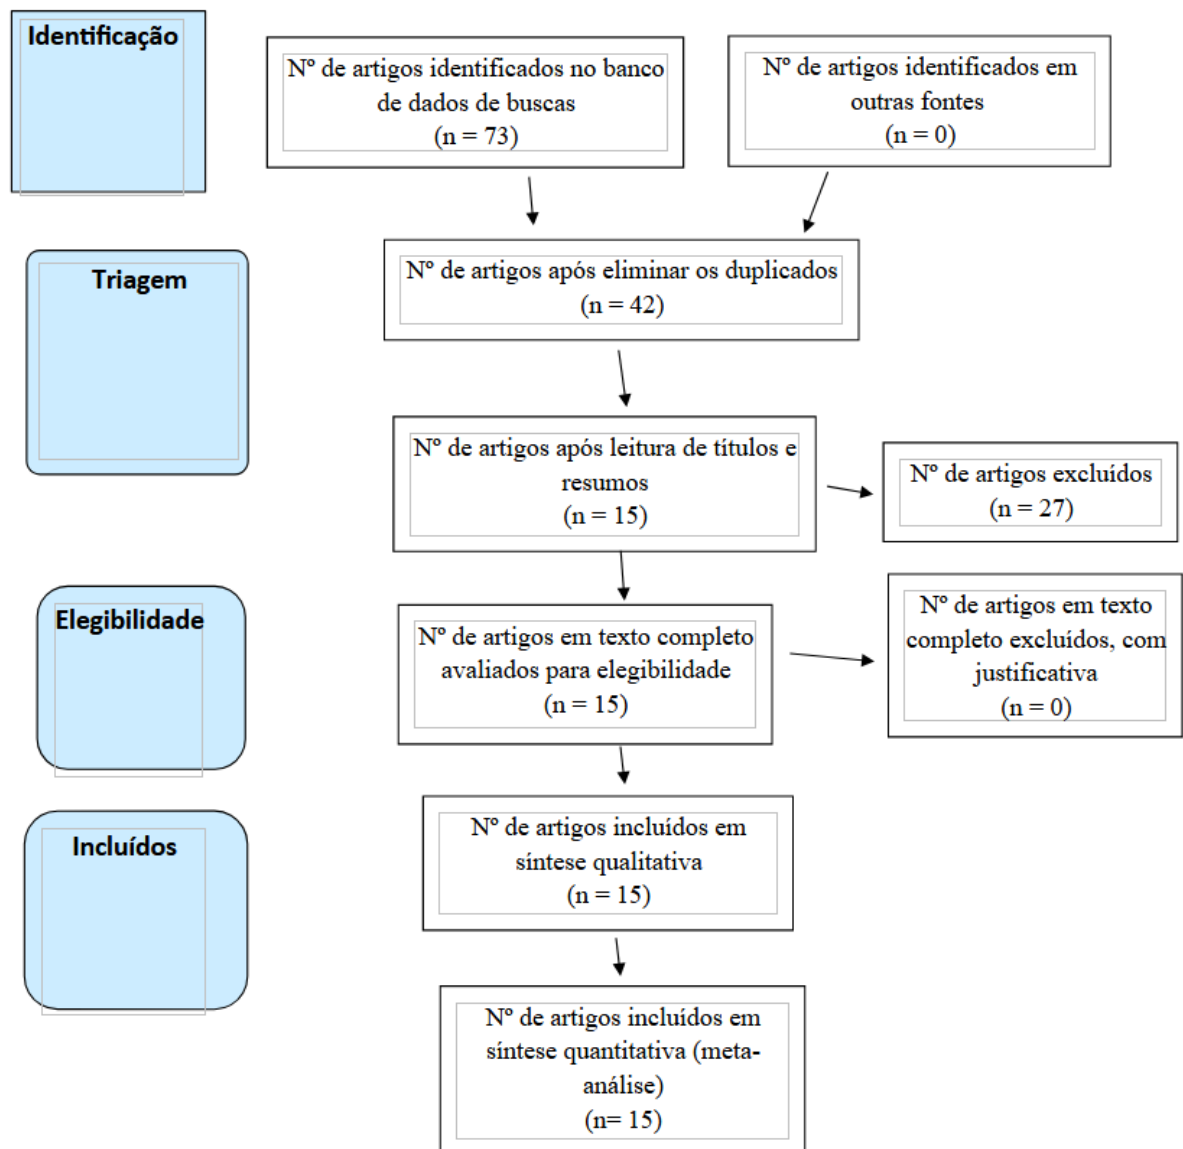 Identificação
Nº de artigos identificados no banco
de dados de buscas
(n = 73)
Nº de artigos identificados em
outras fontes
(n = 0)
Triagem
Nº de artigos após eliminar os duplicados
(n = 42)
Nº de artigos após leitura de títulos e
resumos
(n = 15)
Nº de artigos excluídos
(n = 27)
Elegibilidade
Nº de artigos em texto completo
avaliados para elegibilidade
(n = 15)
Nº de artigos em texto
completo excluídos, com
justificativa
(n = 0)
Incluídos
Nº de artigos incluídos em
síntese qualitativa
(n = 15)
Nº de artigos incluídos em
síntese quantitativa (meta-
análise)
(n= 15)